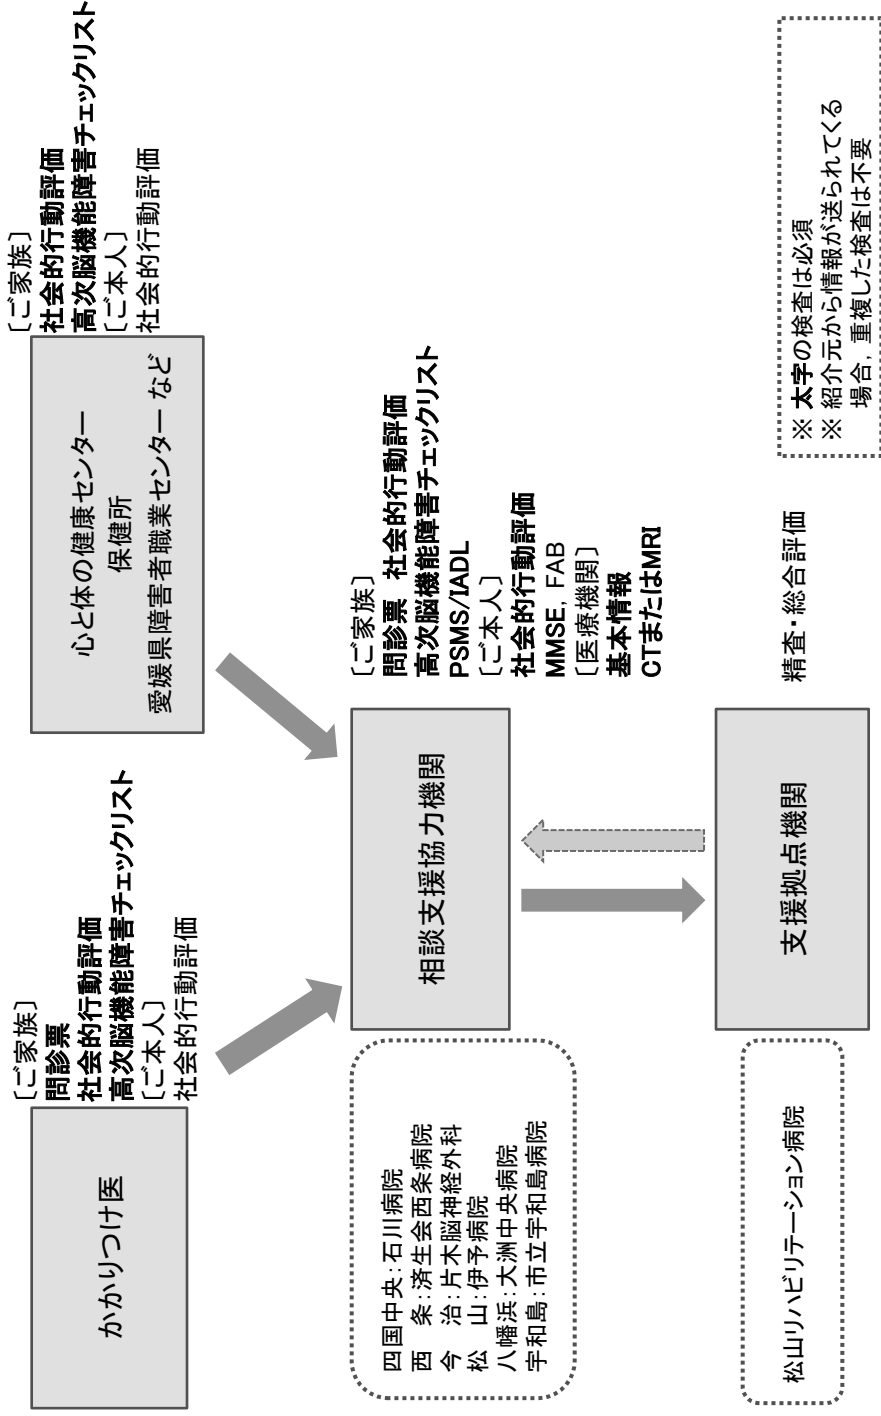 かかりつけ医
［ご家族］
問診票
社会的行動評価
高次脳機能障害チェックリスト
［ご本人］
社会的行動評価
心と体の健康センター
保健所
愛媛県障害者職業センター など
［ご家族］
社会的行動評価
高次脳機能障害チェックリスト
［ご本人］
社会的行動評価
四国中央：石川病院
西　条：済生会西条病院
今　治：片木脳神経外科
松　山：伊予病院
八幡浜：大洲中央病院
宇和島：市立宇和島病院
相談支援協力機関
［ご家族］
問診票 社会的行動評価
高次脳機能障害チェックリスト
PSMS/IADL
［ご本人］
社会的行動評価
MMSE, FAB
［医療機関］
基本情報
CTまたはMRI
松山リハビリテーション病院
支援拠点機関
精査・総合評価
※ 太字の検査は必須
※ 紹介元から情報が送られてくる
場合，重複した検査は不要